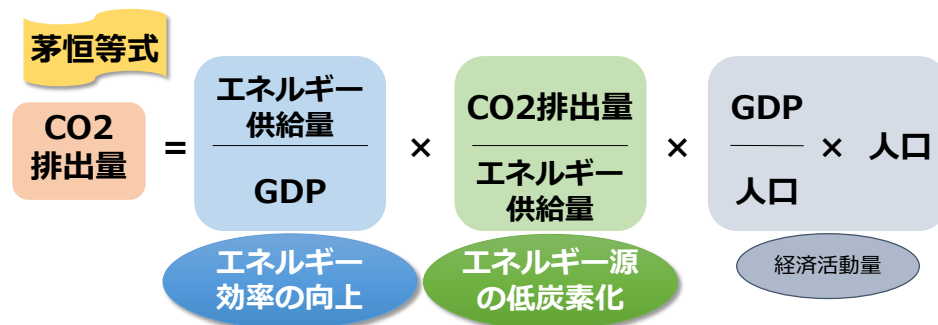 茅恒等式
CO2
排出量
=
エネルギー
供給量
GDP
×
CO2排出量
エネルギー
供給量
×
GDP
人口
× 人口
エネルギー
効率の向上
エネルギー源
の低炭素化
経済活動量